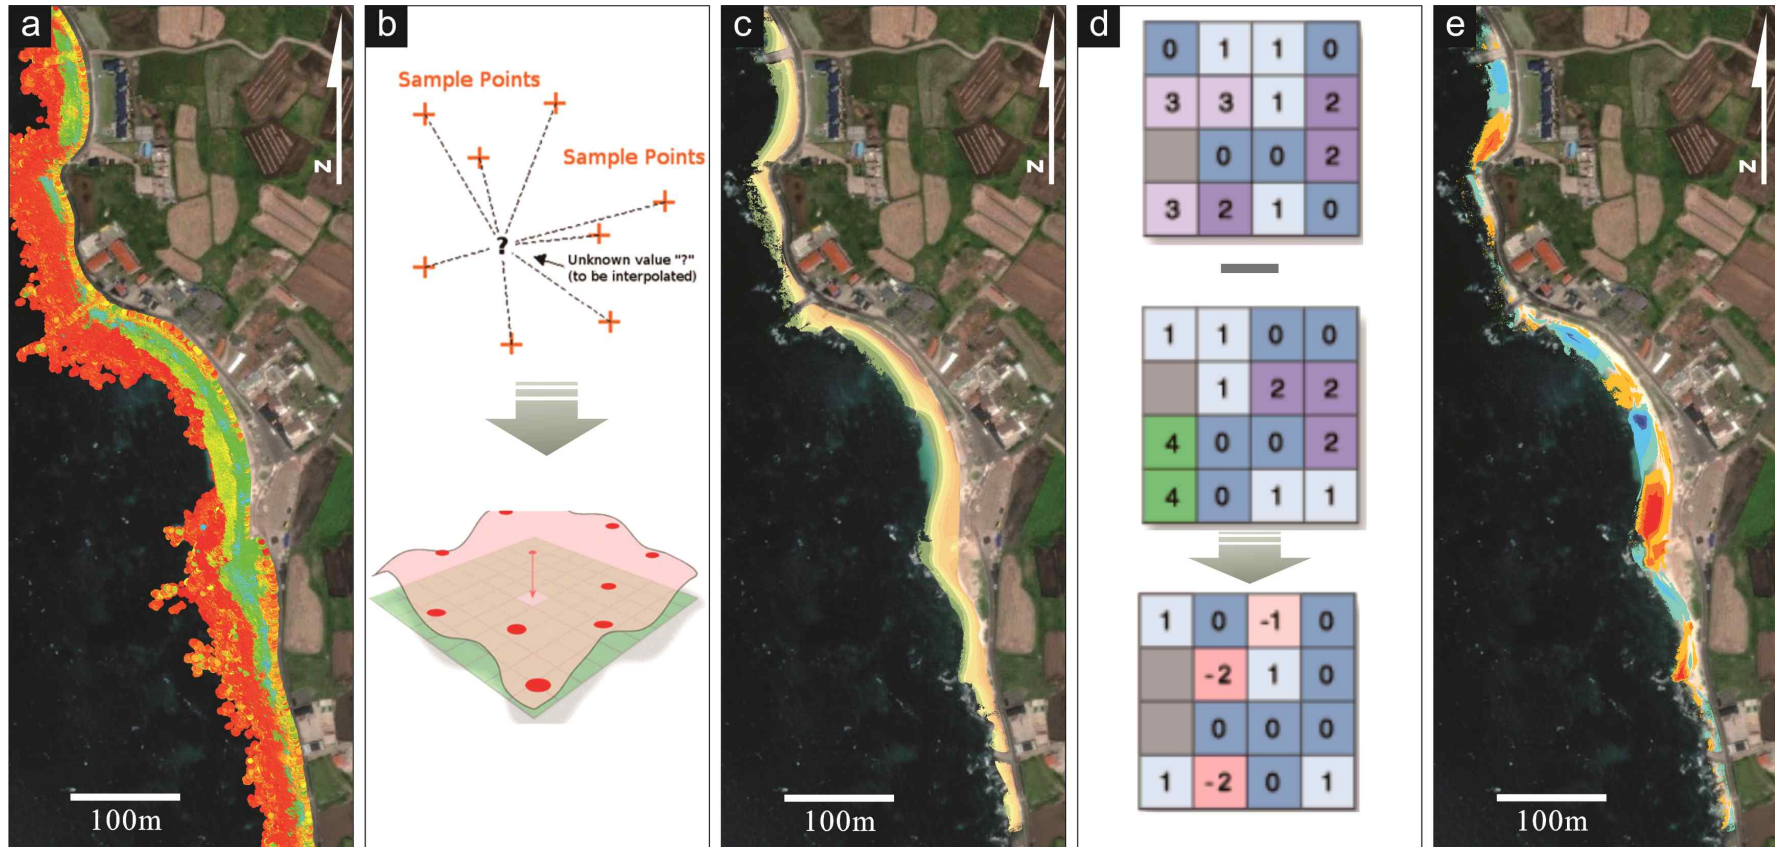 a
N
100m
b
Sample Points
Sample Points
?
Unknown value "?"
(to be interpolated)
c
100m
d
0 1 1 0
3 3 1 2
0 0 2
3 2 1 0
1 1 0 0
1 2 2
4 0 0 2
4 0 1 1
1 0 -1 0
-2 1 0
0 0 0
1 -2 0 1
e
N
100m